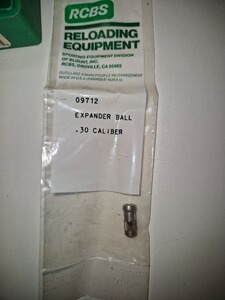 RCBS
RELOADING
EQUIPMENT
SPORTING EQUIPMENT DIVISION
OF BLOUNT, INC.
RCBS, OROVILLE, CA 95965
09712
EXPANDER BALL
.30 CALIBER